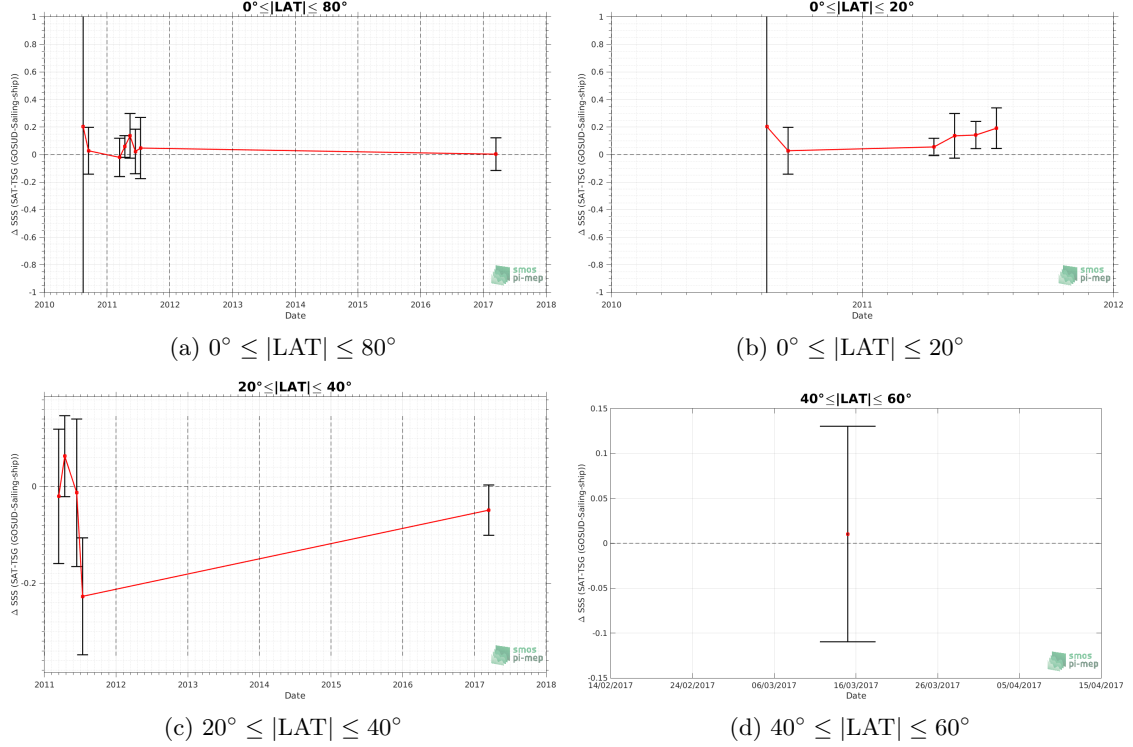 0°≤|LAT|≤ 80°
1
0.8
0.6
0.4
0.2
0
-0.2
-0.4
-0.6
-0.8
-1
Δ SSS (SAT-TSG (GOSUD-Sailing-ship))
2010 2011 2012 2013 2014 2015 2016 2017 2018
Date
smos
pi-mep
(a) 0° ≤ |LAT| ≤ 80°
0°≤|LAT|≤ 20°
1
0.8
0.6
0.4
0.2
0
-0.2
-0.4
-0.6
-0.8
-1
Δ SSS (SAT-TSG (GOSUD-Sailing-ship))
2010 2011 2012
Date
smos
pi-mep
(b) 0° ≤ |LAT| ≤ 20°
20°≤|LAT|≤ 40°
0
-0.2
Δ SSS (SAT-TSG (GOSUD-Sailing-ship))
2011 2012 2013 2014 2015 2016 2017 2018
Date
smos
pi-mep
(c) 20° ≤ |LAT| ≤ 40°
40°≤|LAT|≤ 60°
0.15
0.1
0.05
0
-0.05
-0.1
-0.15
Δ SSS (SAT-TSG (GOSUD-Sailing-ship))
14/02/2017 24/02/2017 06/03/2017 16/03/2017 26/03/2017 05/04/2017 15/04/2017
Date
smos
pi-mep
(d) 40° ≤ |LAT| ≤ 60°